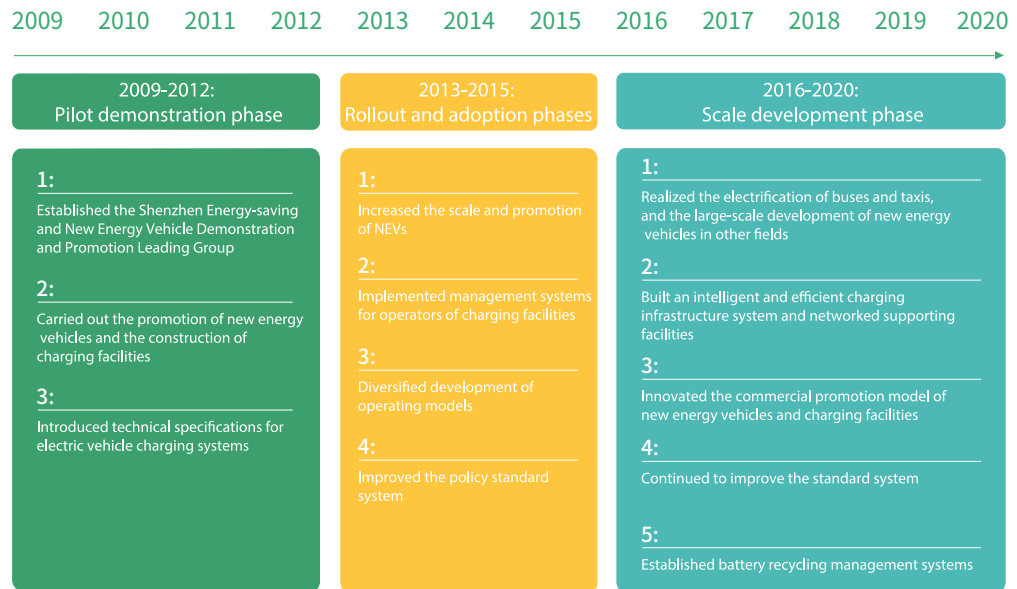 2009 2010 2011 2012 2013 2014 2015 2016 2017 2018 2019 2020
2009-2012:
Pilot demonstration phase
1:
Established the Shenzhen Energy-saving
and New Energy Vehicle Demonstration
and Promotion Leading Group
2:
Carried out the promotion of new energy
vehicles and the construction of
charging facilities
3:
Introduced technical specifications for
electric vehicle charging systems
2013-2015:
Rollout and adoption phases
1:
Increased the scale and promotion
of NEVs
2:
Implemented management systems
for operators of charging facilities
3:
Diversified development of
operating models
4:
Improved the policy standard
system
2016-2020:
Scale development phase
1:
Realized the electrification of buses and taxis,
and the large-scale development of new energy
vehicles in other fields
2:
Built an intelligent and efficient charging
infrastructure system and networked supporting
facilities
3:
Innovated the commercial promotion model of
new energy vehicles and charging facilities
4:
Continued to improve the standard system
5:
Established battery recycling management systems